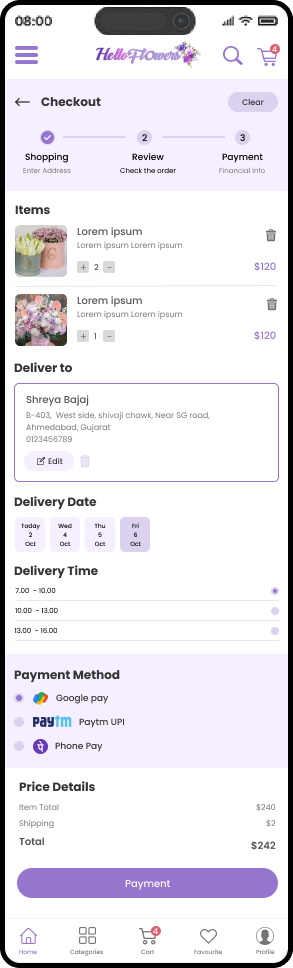 08:00
HelloFlowers
4
Checkout
Clear
2
3
Shopping
Review
Payment
Enter Address
Check the order
Financial Info
Items
Lorem ipsum
Lorem ipsum Lorem ipsum
+ 2 -
$120
Lorem ipsum
Lorem ipsum Lorem ipsum
+ 1 -
$120
Deliver to
Shreya Bajaj
B-403, West side, shivaji chawk, Near SG road,
Ahmedabad, Gujarat
0123456789
Edit
Delivery Date
Today
2
Oct
Wed
4
Oct
Thu
5
Oct
Fri
6
Oct
Delivery Time
7.00 - 10.00
10.00 - 13.00
13.00 - 16.00
Payment Method
Google pay
paytm Paytm UPI
Phone Pay
Price Details
Item Total $240
Shipping $2
Total $242
Payment
4
Home
Categories
Cart
Favourite
Profile